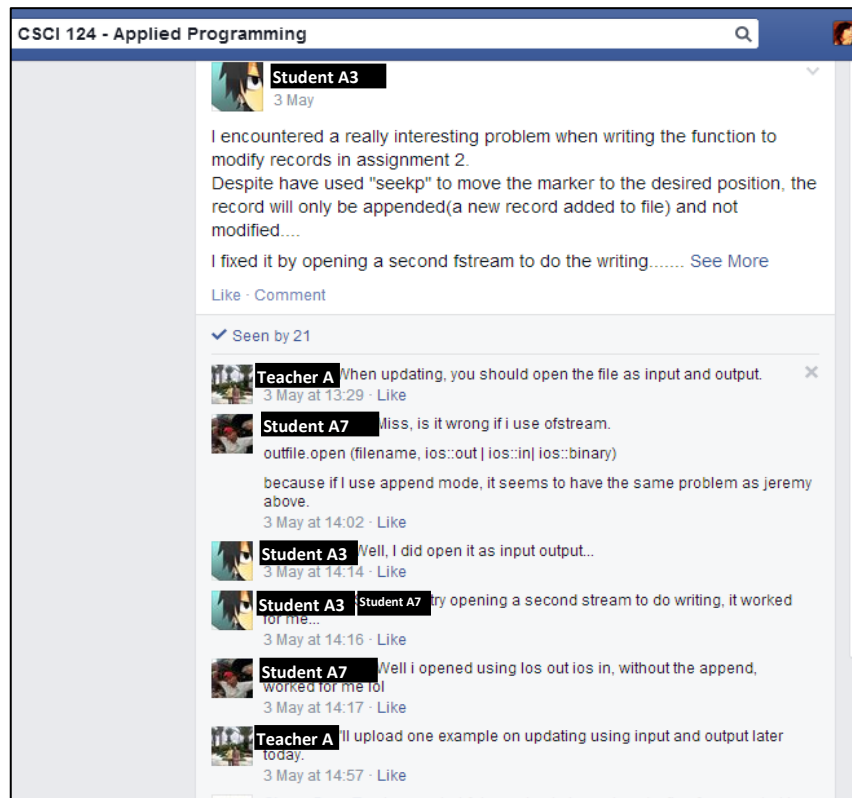 CSCI 124 - Applied Programming
Student A3
3 May
I encountered a really interesting problem when writing the function to
modify records in assignment 2.
Despite have used "seekp" to move the marker to the desired position, the
record will only be appended(a new record added to file) and not
modified....
I fixed it by opening a second fstream to do the writing....... See More
Like · Comment
Seen by 21
Teacher A When updating, you should open the file as input and output.
3 May at 13:29 · Like
Student A7 Miss, is it wrong if i use ofstream.
outfile.open (filename, ios::out | ios::in| ios::binary)
because if I use append mode, it seems to have the same problem as jeremy
above.
3 May at 14:02 · Like
Student A3 Well, I did open it as input output...
3 May at 14:14 · Like
Student A3 Student A7 try opening a second stream to do writing, it worked
for me...
3 May at 14:16 · Like
Student A7 Well i opened using Ios out ios in, without the append,
worked for me lol
3 May at 14:17 · Like
Teacher A 'll upload one example on updating using input and output later
today.
3 May at 14:57 · Like